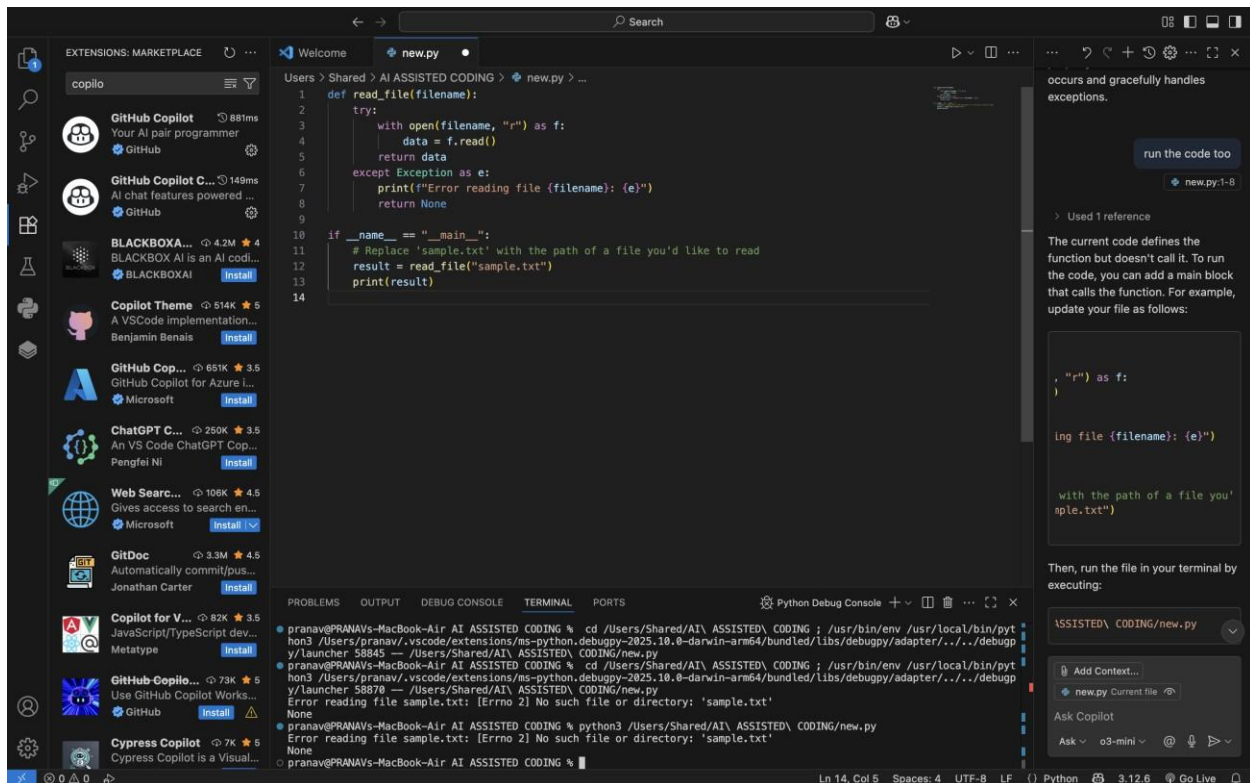 Search
EXTENSIONS: MARKETPLACE
copilo
GitHub Copilot 881ms
Your AI pair programmer
GitHub
GitHub Copilot C... 149ms
AI chat features powered ...
GitHub
BLACKBOXA... 4.2M ★ 4
BLACKBOX AI is an AI codi...
BLACKBOXAI Install
Copilot Theme 514K ★ 5
A VSCode implementation...
Benjamin Benais Install
GitHub Cop... 651K ★ 3.5
GitHub Copilot for Azure i...
Microsoft Install
ChatGPT C... 250K ★ 3.5
An VS Code ChatGPT Cop...
Pengfei Ni Install
Web Searc... 106K ★ 4.5
Gives access to search en...
Microsoft Install
GitDoc 3.3M ★ 4.5
Automatically commit/pus...
Jonathan Carter Install
Copilot for V... 82K ★ 3.5
JavaScript/TypeScript dev...
Metatype Install
GitHub Copilo... 73K ★ 5
Use GitHub Copilot Works...
GitHub Install
Cypress Copilot 7K ★ 5
Cypress Copilot is a Visual...
Welcome new.py
Users > Shared > AI ASSISTED CODING > new.py > ...
1 def read_file(filename):
2 try:
3 with open(filename, "r") as f:
4 data = f.read()
5 return data
6 except Exception as e:
7 print(f"Error reading file {filename}: {e}")
8 return None
9
10 if __name__ == "__main__":
11 # Replace 'sample.txt' with the path of a file you'd like to read
12 result = read_file("sample.txt")
13 print(result)
14
PROBLEMS OUTPUT DEBUG CONSOLE TERMINAL PORTS Python Debug Console
pranav@PRANAVs-MacBook-Air AI ASSISTED CODING % cd /Users/Shared/AI\ ASSISTED\ CODING ; /usr/bin/env /usr/local/bin/pyt
hon3 /Users/pranav/.vscode/extensions/ms-python.debugpy-2025.10.0-darwin-arm64/bundled/libs/debugpy/adapter/../../debugp
y/launcher 58845 -- /Users/Shared/AI\ ASSISTED\ CODING/new.py
pranav@PRANAVs-MacBook-Air AI ASSISTED CODING % cd /Users/Shared/AI\ ASSISTED\ CODING ; /usr/bin/env /usr/local/bin/pyt
hon3 /Users/pranav/.vscode/extensions/ms-python.debugpy-2025.10.0-darwin-arm64/bundled/libs/debugpy/adapter/../../debugp
y/launcher 58870 -- /Users/Shared/AI\ ASSISTED\ CODING/new.py
Error reading file sample.txt: [Errno 2] No such file or directory: 'sample.txt'
None
pranav@PRANAVs-MacBook-Air AI ASSISTED CODING % python3 /Users/Shared/AI\ ASSISTED\ CODING/new.py
Error reading file sample.txt: [Errno 2] No such file or directory: 'sample.txt'
None
pranav@PRANAVs-MacBook-Air AI ASSISTED CODING %
occurs and gracefully handles
exceptions.
run the code too
new.py:1-8
> Used 1 reference
The current code defines the
function but doesn't call it. To run
the code, you can add a main block
that calls the function. For example,
update your file as follows:
, "r") as f:
)
ing file {filename}: {e}")
with the path of a file you'
mple.txt")
Then, run the file in your terminal by
executing:
ASSISTED\ CODING/new.py
Add Context...
new.py Current file
Ask Copilot
Ask o3-mini @
0 0 Ln 14, Col 5 Spaces: 4 UTF-8 LF {} Python 3.12.6 Go Live